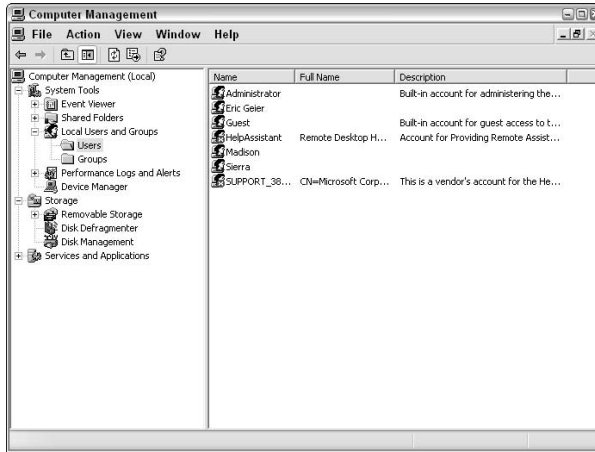 Computer Management
File Action View Window Help
Computer Management (Local)
System Tools
Event Viewer
Shared Folders
Local Users and Groups
Users
Groups
Performance Logs and Alerts
Device Manager
Storage
Removable Storage
Disk Defragmenter
Disk Management
Services and Applications
Name Full Name Description
Administrator Built-in account for administering the...
Eric Geier
Guest Built-in account for guest access to t...
HelpAssistant Remote Desktop H... Account for Providing Remote Assist...
Madison
Sierra
SUPPORT_38... CN=Microsoft Corp... This is a vendor's account for the He...